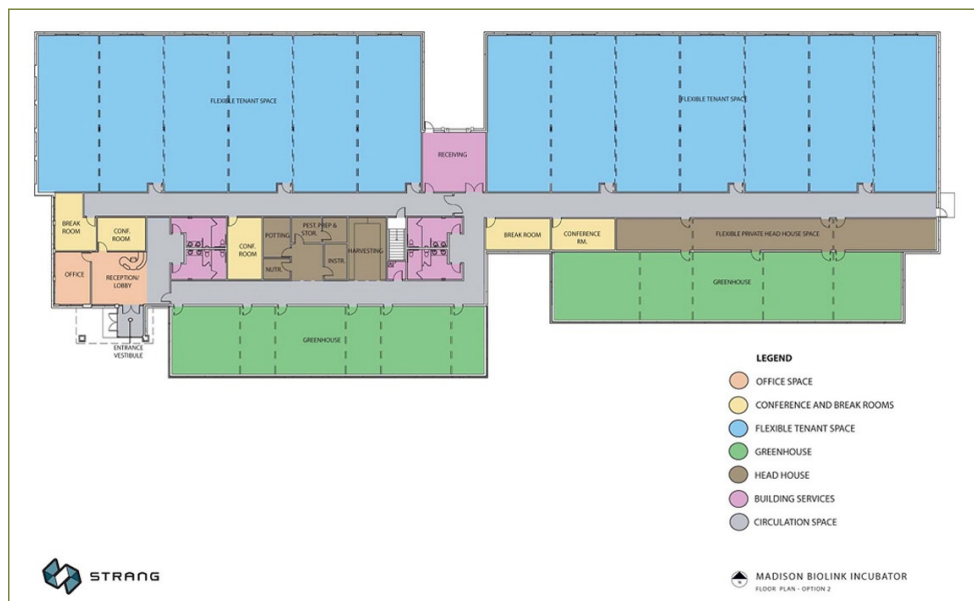 FLEXIBLE TENANT SPACE
FLEXIBLE TENANT SPACE
RECEIVING
BREAK
ROOM
CONF.
ROOM
OFFICE
RECEPTION/
LOBBY
ENTRANCE
VESTIBULE
CONF.
ROOM
POTTING
NUTR.
PEST. PREP &
STOR.
INSTR.
HARVESTING
BREAK ROOM
CONFERENCE
RM.
FLEXIBLE PRIVATE HEAD HOUSE SPACE
GREENHOUSE
GREENHOUSE
LEGEND
OFFICE SPACE
CONFERENCE AND BREAK ROOMS
FLEXIBLE TENANT SPACE
GREENHOUSE
HEAD HOUSE
BUILDING SERVICES
CIRCULATION SPACE
STRANG
MADISON BIOLINK INCUBATOR
FLOOR PLAN - OPTION 2